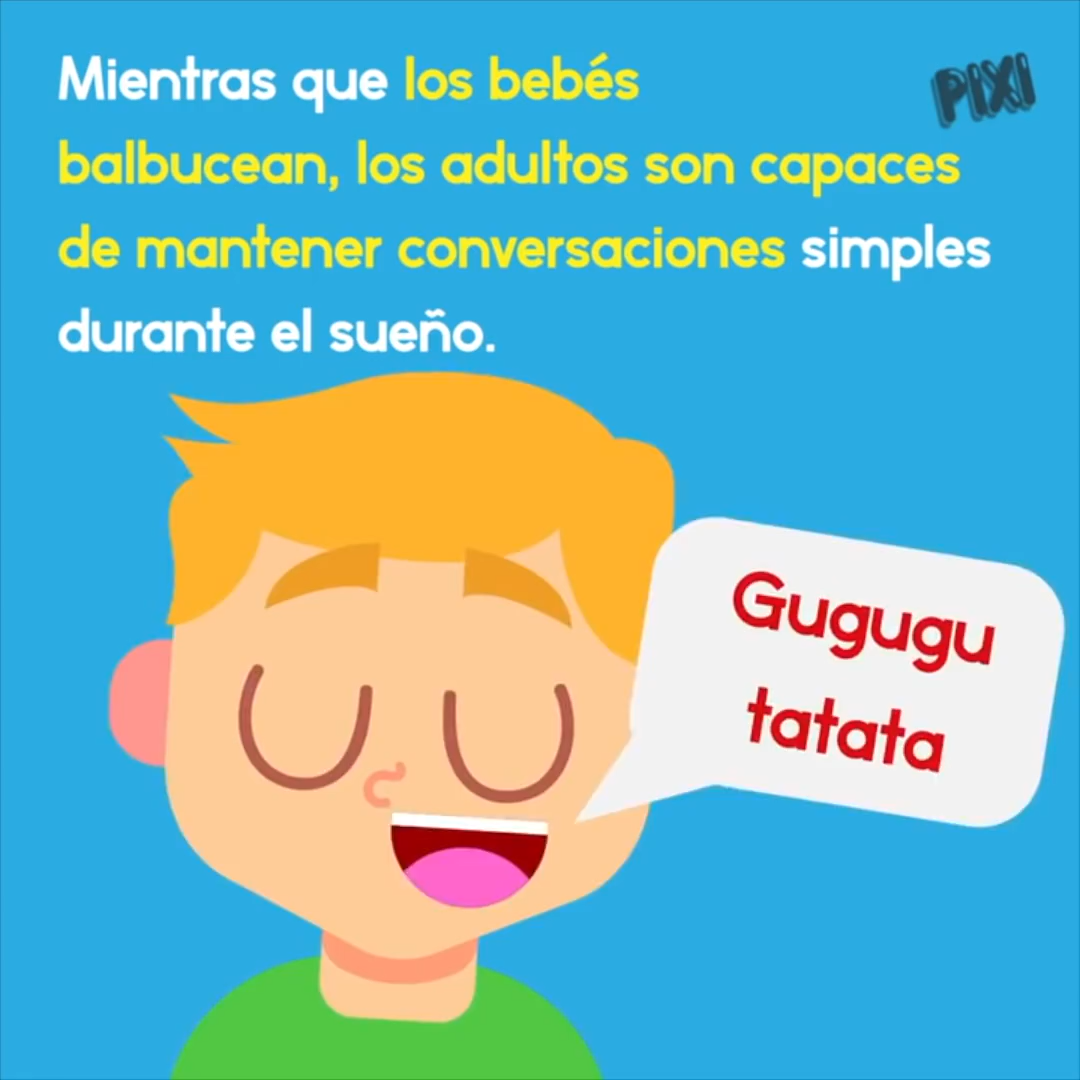 Mientras que los bebés
PIXI
balbucean, los adultos son capaces
de mantener conversaciones simples
durante el sueño.
Gugugu
tatata